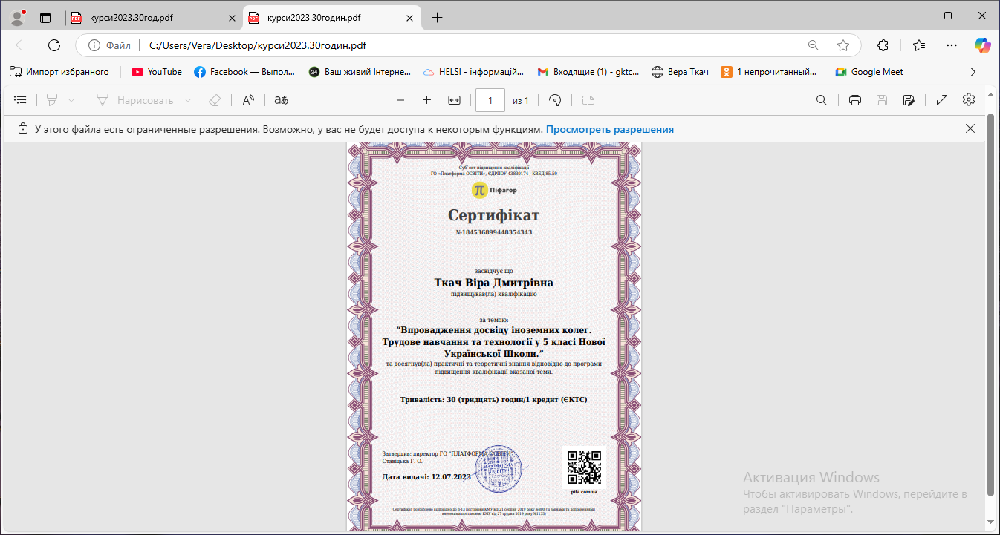 курси2023.30год.pdf
курси2023.30годин.pdf
Файл
C:/Users/Vera/Desktop/курси2023.30годин.pdf
Импорт избранного
YouTube
Facebook — Выпол...
24
Ваш живий Інтерне...
HELSI - інформацій...
Входящие (1) - gktc...
Вера Ткач
1 непрочитанный...
Google Meet
Нарисовать
1
из 1
У этого файла есть ограниченные разрешения. Возможно, у вас не будет доступа к некоторым функциям. Просмотреть разрешения
Суб`єкт підвищення кваліфікації
ГО «Платформа ОСВІТИ», ЄДРПОУ 43830174 , КВЕД 85.59
π Піфагор
Сертифікат
№184536899448354343
засвідчує що
Ткач Віра Дмитрівна
підвищував(ла) кваліфікацію
за темою:
“Впровадження досвіду іноземних колег.
Трудове навчання та технології у 5 класі Нової
Української Школи.”
та досягнув(ла) практичні та теоретичні знання відповідно до програми
підвищення кваліфікації вказаної теми.
Тривалість: 30 (тридцять) годин/1 кредит (ЄКТС)
Затвердив: директор ГО "ПЛАТФОРМА ОСВІТИ"
Ставіцька Г. О.
Дата видачі: 12.07.2023
pifa.com.ua
Сертифікат розроблено відповідно до п-13 постанови КМУ від 21 серпня 2019 року №800 (зі змінами та доповненнями
внесеними постановою КМУ від 27 грудня 2019 року №1133)
Активация Windows
Чтобы активировать Windows, перейдите в
раздел "Параметры".